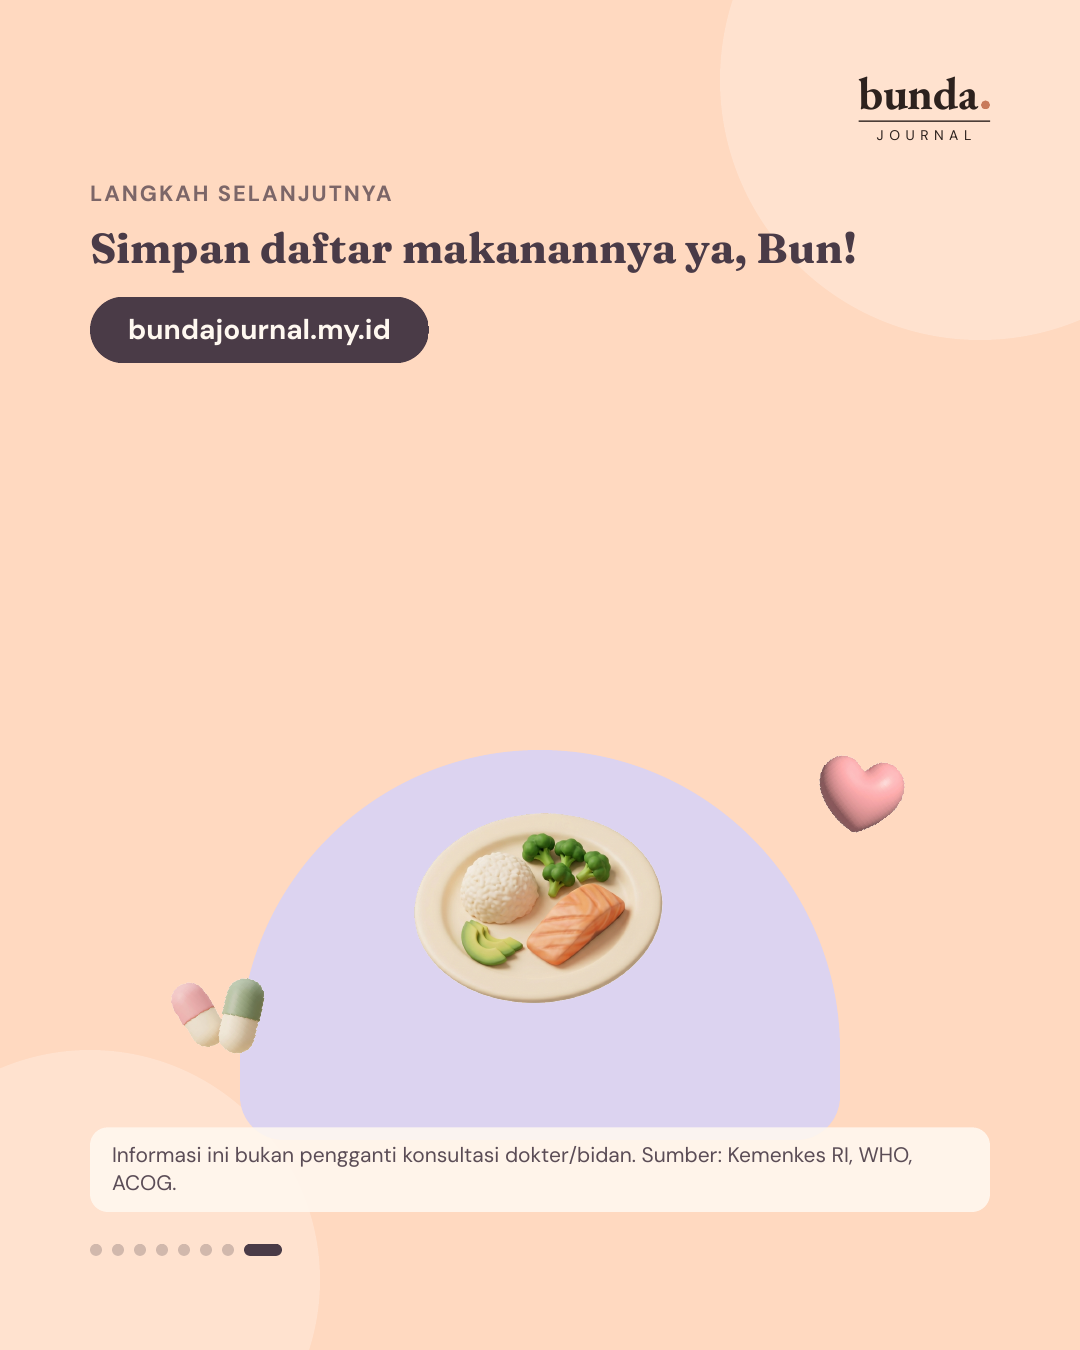 bunda.
JOURNAL
LANGKAH SELANJUTNYA
Simpan daftar makanannya ya, Bun!
bundajournal.my.id
Informasi ini bukan pengganti konsultasi dokter/bidan. Sumber: Kemenkes RI, WHO,
ACOG.